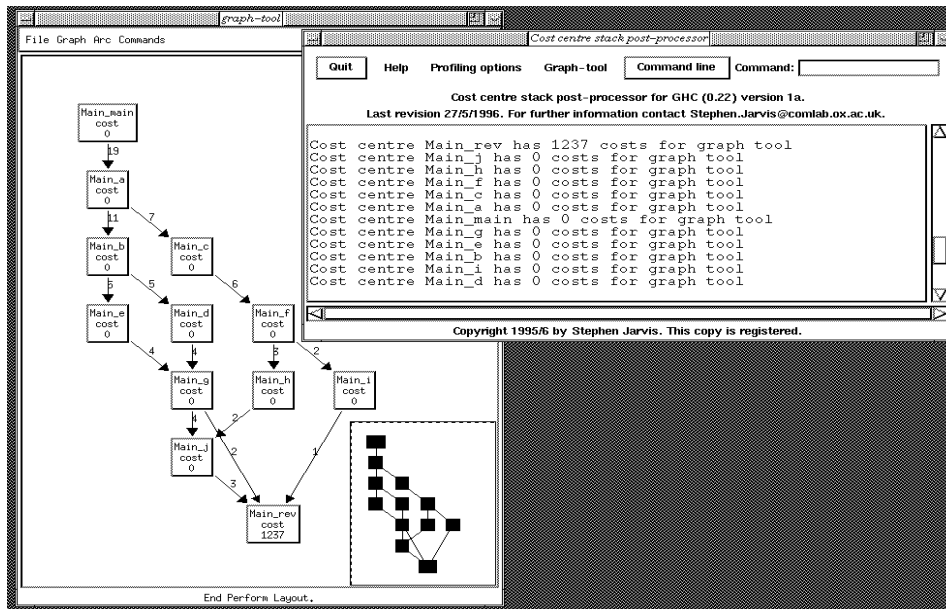 graph-tool
File Graph Arc Commands
Main_main
cost
0
19
Main_a
cost
0
11
7
Main_b
cost
0
Main_c
cost
0
5
6
Main_e
cost
0
Main_d
cost
0
Main_f
cost
0
4
4
3
2
Main_g
cost
0
Main_h
cost
0
Main_i
cost
0
4
2
2
1
Main_j
cost
0
3
Main_rev
cost
1237
End Perform Layout.
Cost centre stack post-processor
Quit Help Profiling options Graph-tool Command line Command:
Cost centre stack post-processor for GHC (0.22) version 1a.
Last revision 27/5/1996. For further information contact Stephen.Jarvis@comlab.ox.ac.uk.
Cost centre Main_rev has 1237 costs for graph tool
Cost centre Main_j has 0 costs for graph tool
Cost centre Main_h has 0 costs for graph tool
Cost centre Main_f has 0 costs for graph tool
Cost centre Main_c has 0 costs for graph tool
Cost centre Main_a has 0 costs for graph tool
Cost centre Main_main has 0 costs for graph tool
Cost centre Main_g has 0 costs for graph tool
Cost centre Main_e has 0 costs for graph tool
Cost centre Main_b has 0 costs for graph tool
Cost centre Main_i has 0 costs for graph tool
Cost centre Main_d has 0 costs for graph tool
Copyright 1995/6 by Stephen Jarvis. This copy is registered.